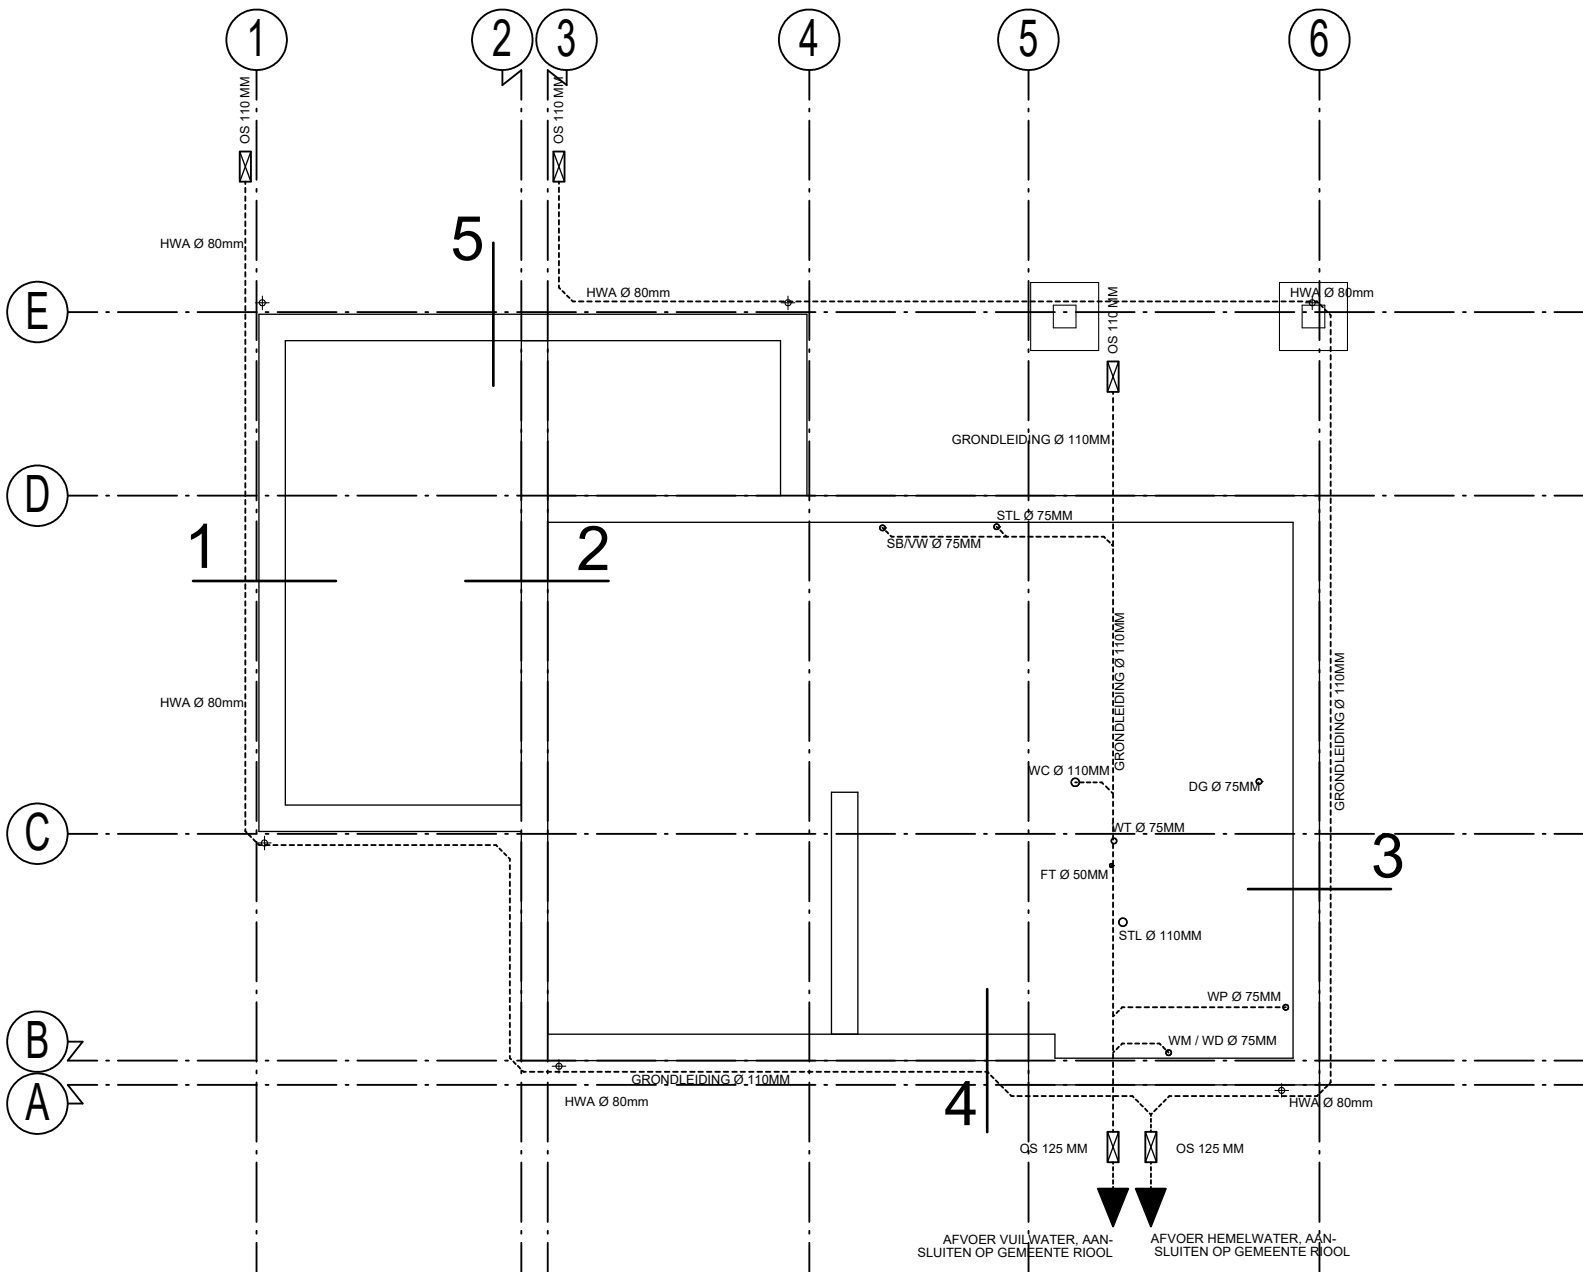 1
2
3
4
5
6
OS 110 MM
OS 110 MM
5
HWA Ø 80mm
HWA Ø 80mm
HWA Ø 80mm
E
OS 110 MM
GRONDLEIDING Ø 110MM
D
STL Ø 75MM
SB/VW Ø 75MM
1
2
GRONDLEIDING Ø 110MM
GRONDLEIDING Ø 110MM
HWA Ø 80mm
WC Ø 110MM
DG Ø 75MM
C
WT Ø 75MM
3
FT Ø 50MM
STL Ø 110MM
WP Ø 75MM
B
WM / WD Ø 75MM
GRONDLEIDING Ø 110MM
A
HWA Ø 80mm
4
HWA Ø 80mm
OS 125 MM
OS 125 MM
AFVOER VUILWATER, AAN-
SLUITEN OP GEMEENTE RIOOL
AFVOER HEMELWATER, AAN-
SLUITEN OP GEMEENTE RIOOL